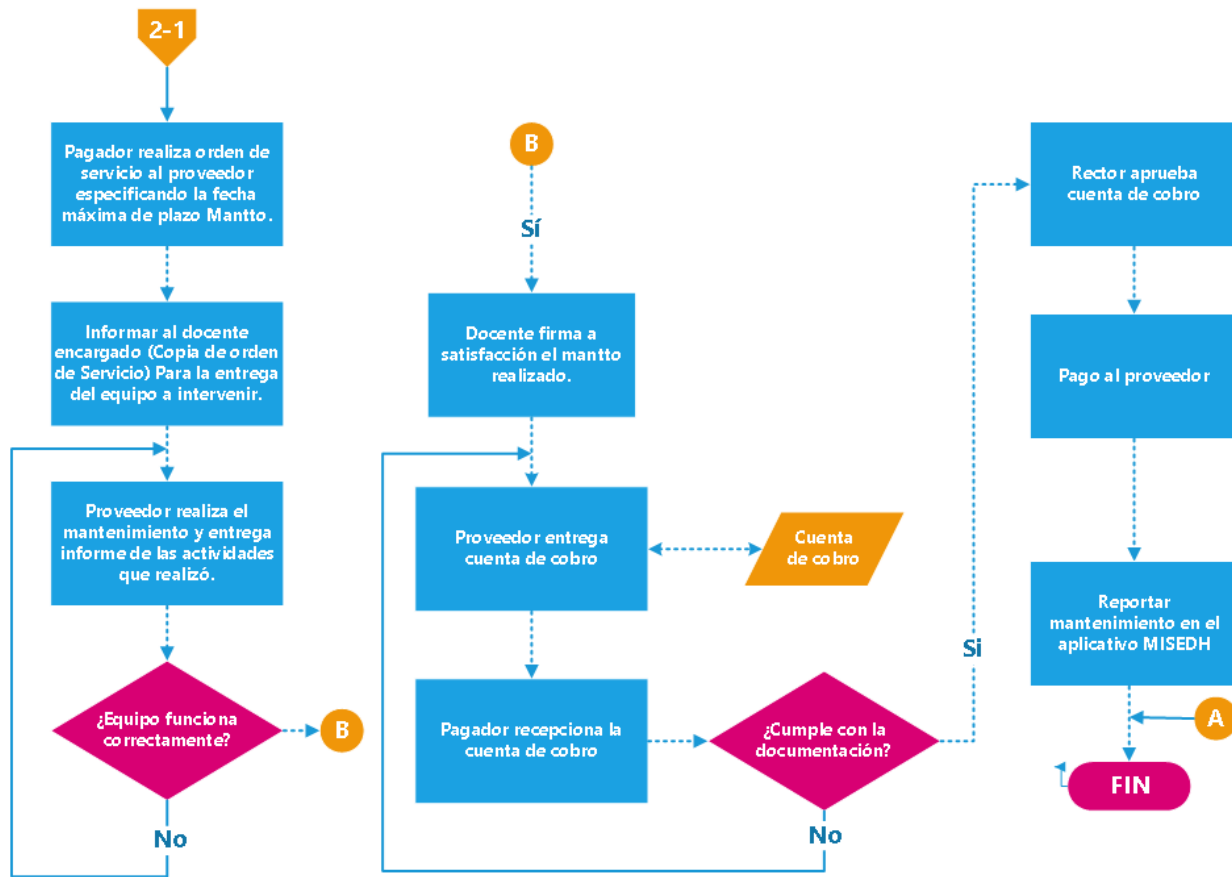 2-1
Pagador realiza orden de
servicio al proveedor
especificando la fecha
máxima de plazo Mantto.
Informar al docente
encargado (Copia de orden
de Servicio) Para la entrega
del equipo a intervenir.
Proveedor realiza el
mantenimiento y entrega
informe de las actividades
que realizó.
¿Equipo funciona
correctamente?
B
No
B
Sí
Docente firma a
satisfacción el mantto
realizado.
Proveedor entrega
cuenta de cobro
Cuenta
de cobro
Pagador recepciona la
cuenta de cobro
¿Cumple con la
documentación?
No
Si
Rector aprueba
cuenta de cobro
Pago al proveedor
Reportar
mantenimiento en el
aplicativo MISEDH
A
FIN